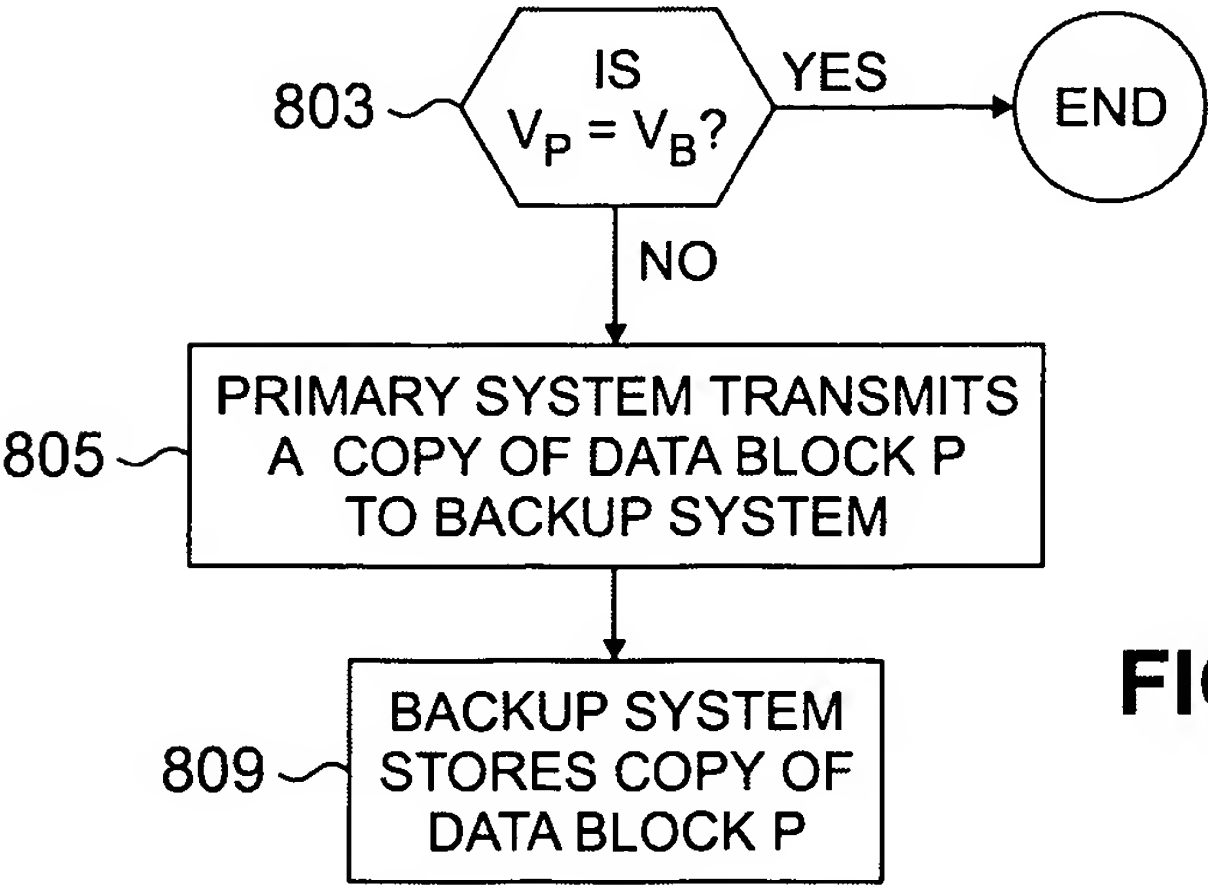 803
IS
V_P = V_B?
YES
END
NO
805
PRIMARY SYSTEM TRANSMITS
A COPY OF DATA BLOCK P
TO BACKUP SYSTEM
809
BACKUP SYSTEM
STORES COPY OF
DATA BLOCK P